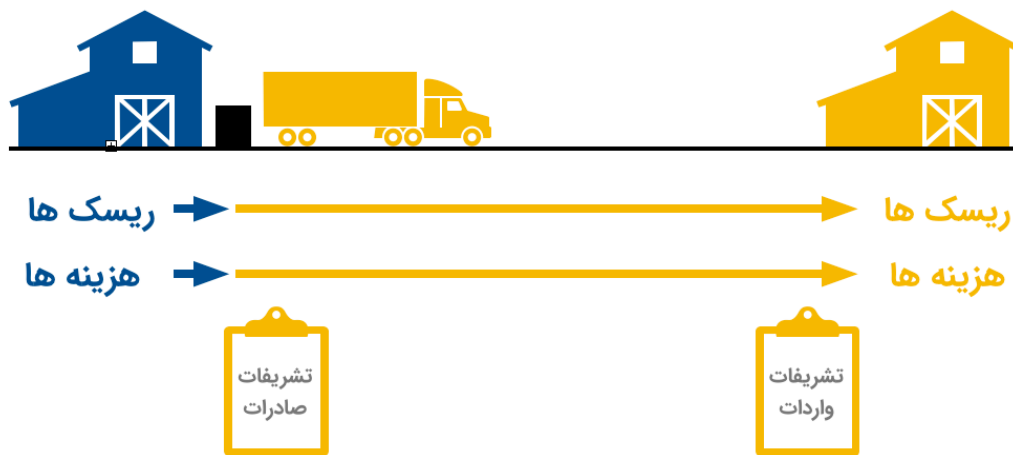 ریسک ها
ریسک ها
هزینه ها
هزینه ها
تشریفات
واردات
تشریفات
صادرات